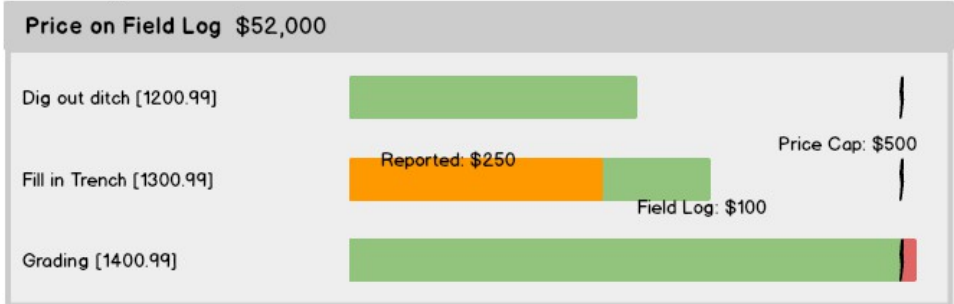 Price on Field Log $52,000
Dig out ditch [1200.99]
Price Cap: $500
Reported: $250
Fill in Trench [1300.99]
Field Log: $100
Grading [1400.99]